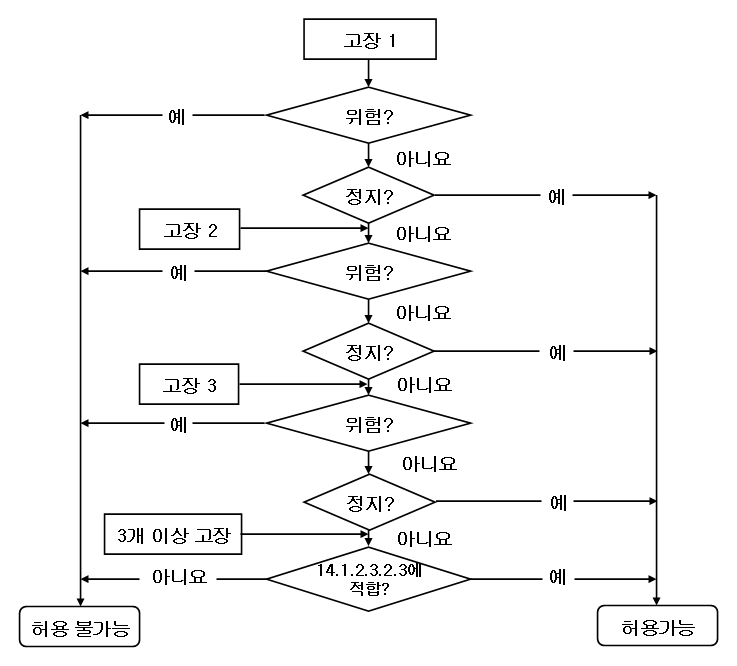 고장 1
예
위험?
아니요
정지?
예
고장 2
아니요
예
위험?
아니요
정지?
예
고장 3
아니요
예
위험?
아니요
정지?
예
3개 이상 고장
아니요
14.1.2.3.2.3에
적합?
아니요
예
허용 불가능
허용가능